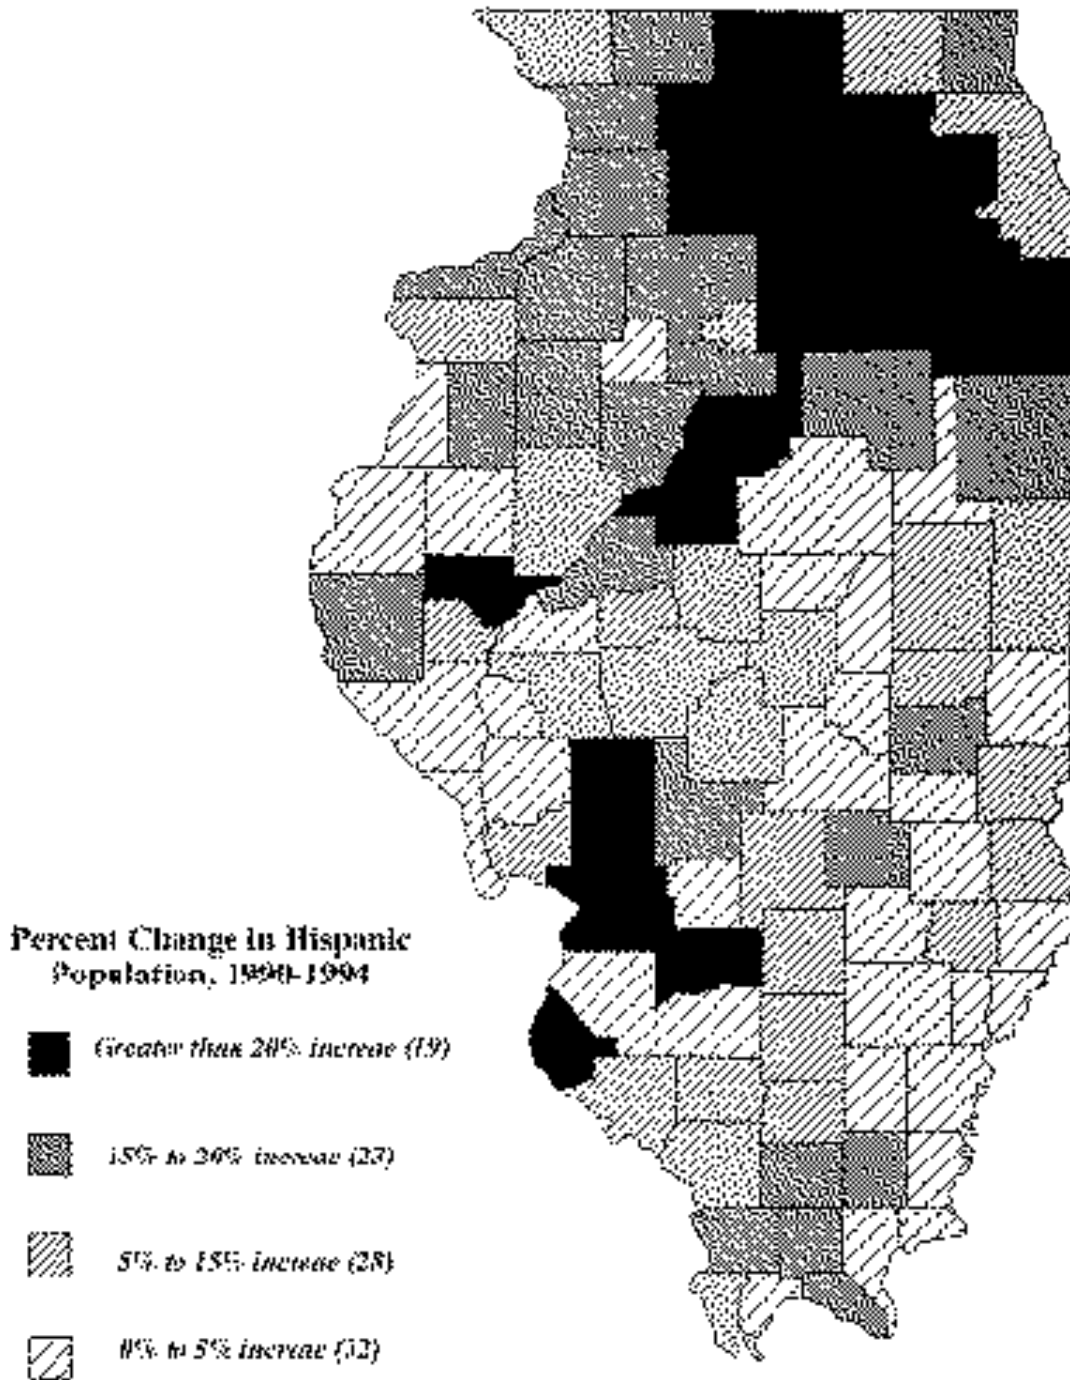 Percent Change in Hispanic
Population, 1990-1994
Greater than 20% increase (19)
15% to 20% increase (23)
5% to 15% increase (28)
0% to 5% increase (32)